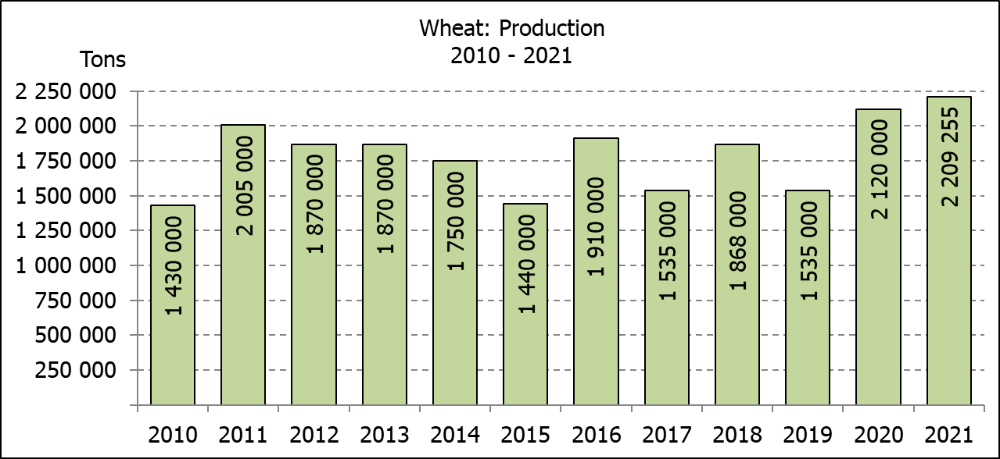 Wheat: Production
2010 - 2021
Tons
2 250 000
2 000 000
1 750 000
1 500 000
1 250 000
1 000 000
750 000
500 000
250 000
1 430 000
2 005 000
1 870 000
1 870 000
1 750 000
1 440 000
1 910 000
1 535 000
1 868 000
1 535 000
2 120 000
2 209 255
2010 2011 2012 2013 2014 2015 2016 2017 2018 2019 2020 2021